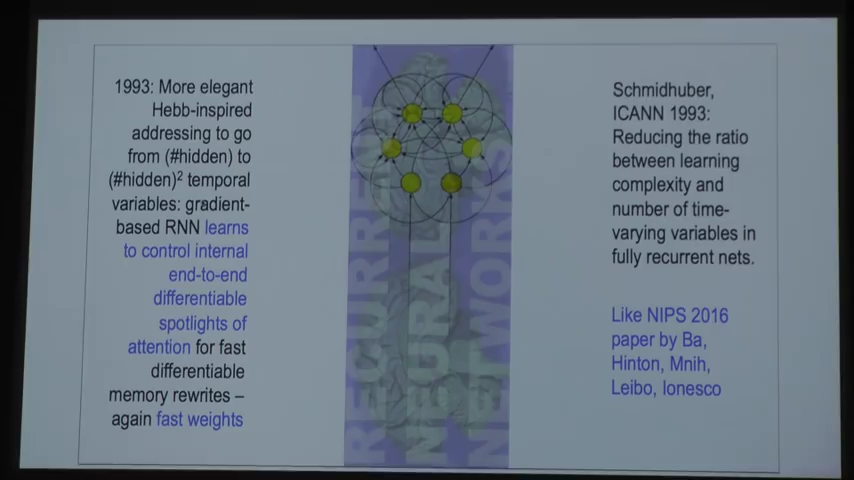 1993: More elegant
Hebb-inspired
addressing to go
from (#hidden) to
(#hidden)² temporal
variables: gradient-
based RNN learns
to control internal
end-to-end
differentiable
spotlights of
attention for fast
differentiable
memory rewrites –
again fast weights
RECURRENT
NEURAL
NETWORKS
Schmidhuber,
ICANN 1993:
Reducing the ratio
between learning
complexity and
number of time-
varying variables in
fully recurrent nets.
Like NIPS 2016
paper by Ba,
Hinton, Mnih,
Leibo, Ionesco